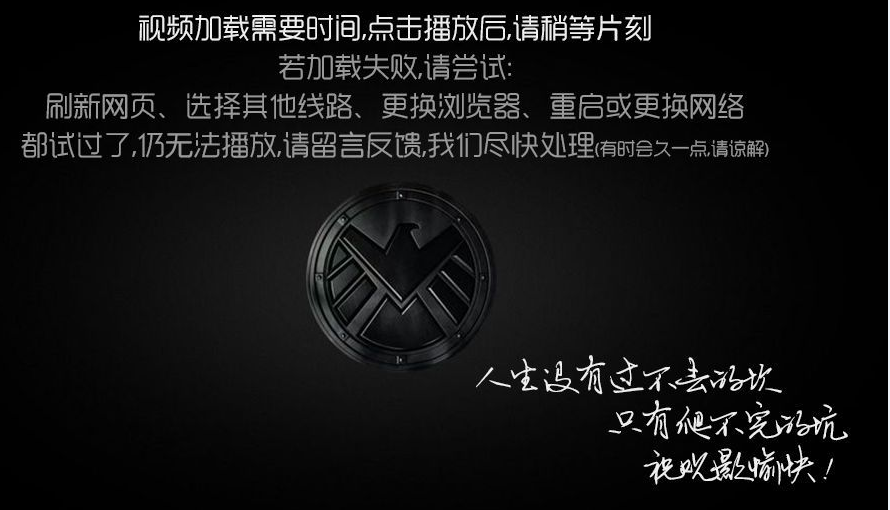 视频加载需要时间,点击播放后,请稍等片刻
若加载失败,请尝试:
刷新网页、选择其他线路、更换浏览器、重启或更换网络
都试过了,仍无法播放,请留言反馈,我们尽快处理(有时会久一点,请谅解)
人生没有过不去的坎
只有爬不完的坑
祝观影愉快!